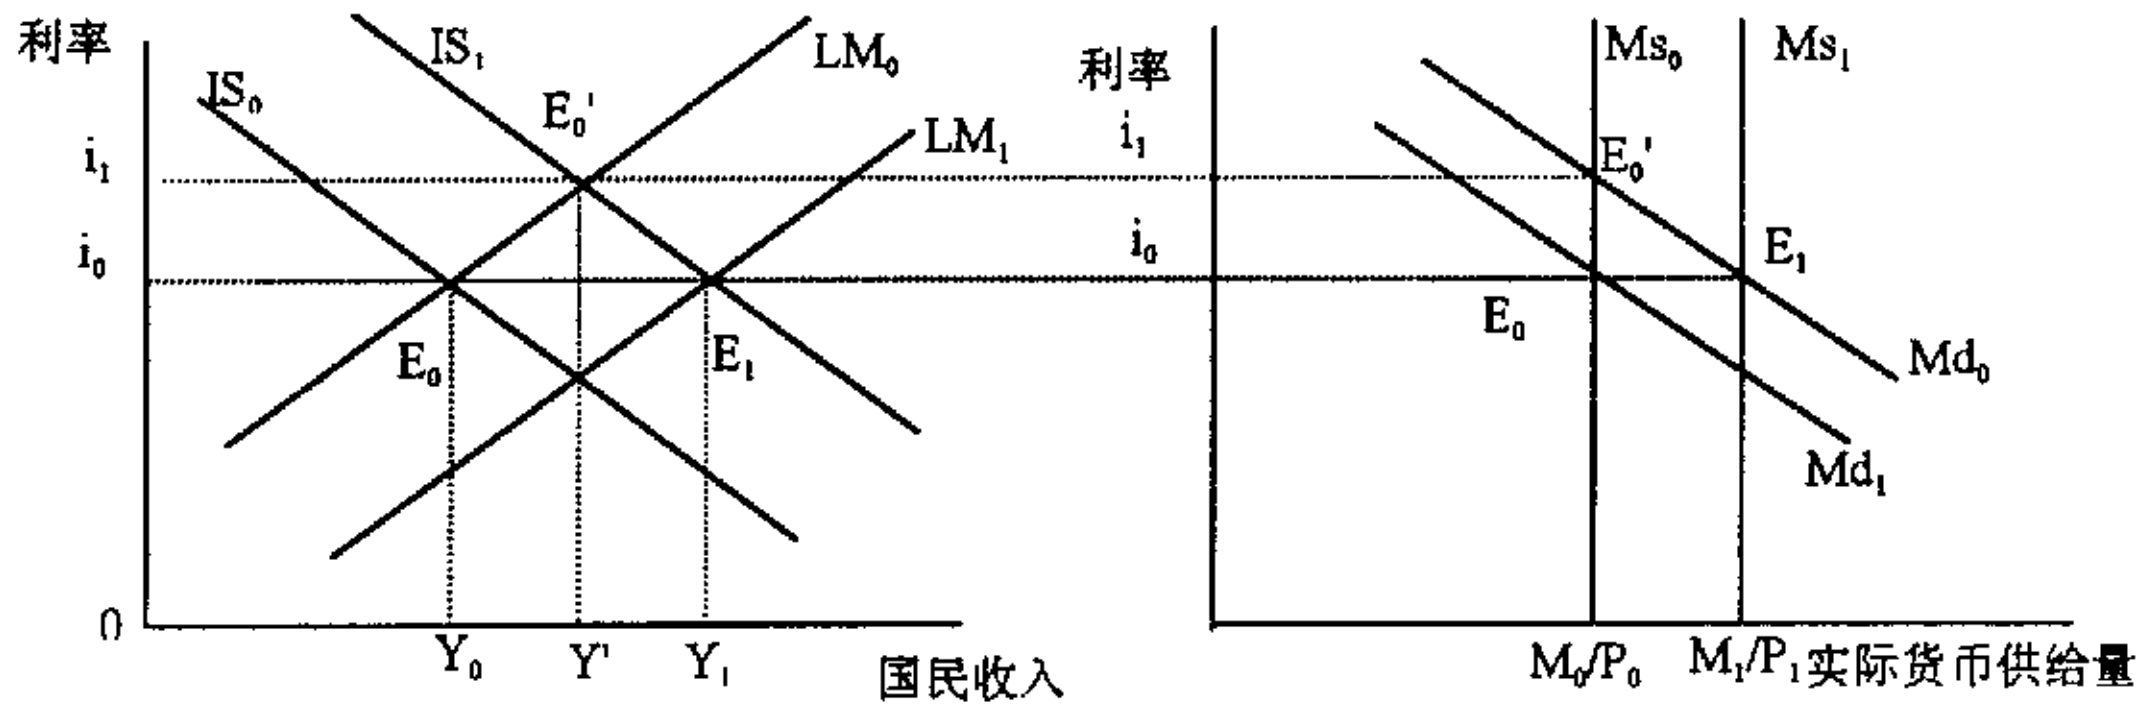 利率
IS₀
IS₁
E₀'
LM₀
LM₁
i₁
i₀
E₀
E₁
0
Y₀
Y'
Y₁
国民收入
利率
i₁
i₀
Ms₀
Ms₁
E₀'
E₁
E₀
Md₀
Md₁
M₀/P₀
M₁/P₁
实际货币供给量